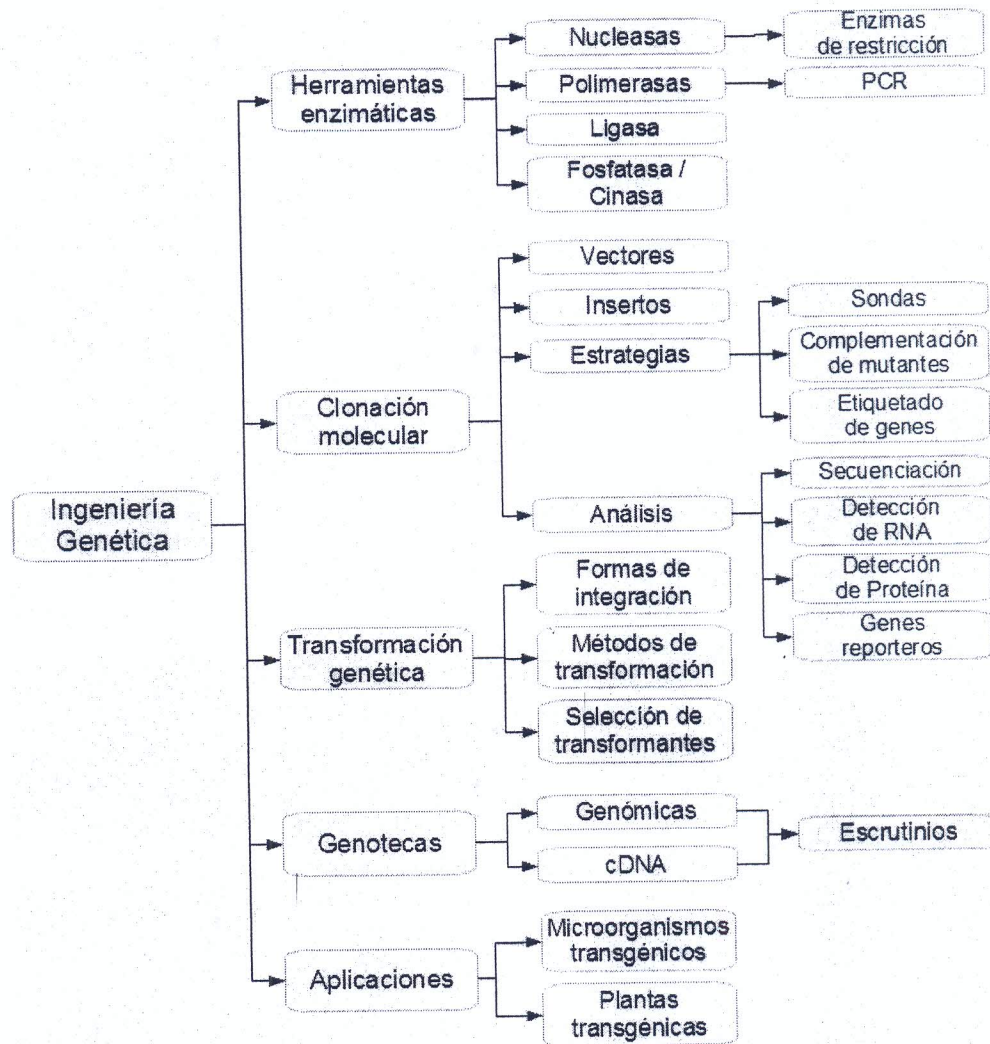 Ingeniería
Genética
Herramientas
enzimáticas
Nucleasas
Enzimas
de restricción
Polimerasas
PCR
Ligasa
Fosfatasa /
Cinasa
Clonación
molecular
Vectores
Insertos
Estrategias
Sondas
Complementación
de mutantes
Etiquetado
de genes
Análisis
Secuenciación
Detección
de RNA
Detección
de Proteína
Genes
reporteros
Transformación
genética
Formas de
integración
Métodos de
transformación
Selección de
transformantes
Genotecas
Genómicas
cDNA
Escrutinios
Aplicaciones
Microorganismos
transgénicos
Plantas
transgénicas